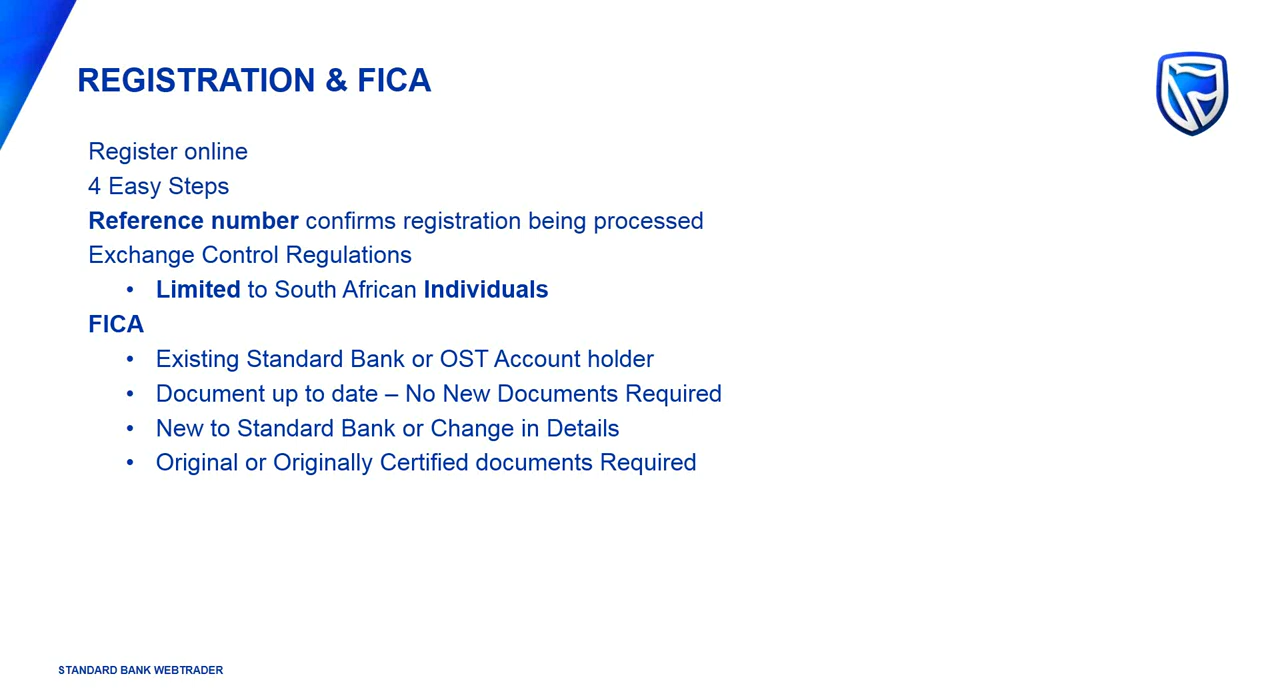 REGISTRATION & FICA
Register online
4 Easy Steps
Reference number confirms registration being processed
Exchange Control Regulations
• Limited to South African Individuals
FICA
• Existing Standard Bank or OST Account holder
• Document up to date – No New Documents Required
• New to Standard Bank or Change in Details
• Original or Originally Certified documents Required
STANDARD BANK WEBTRADER